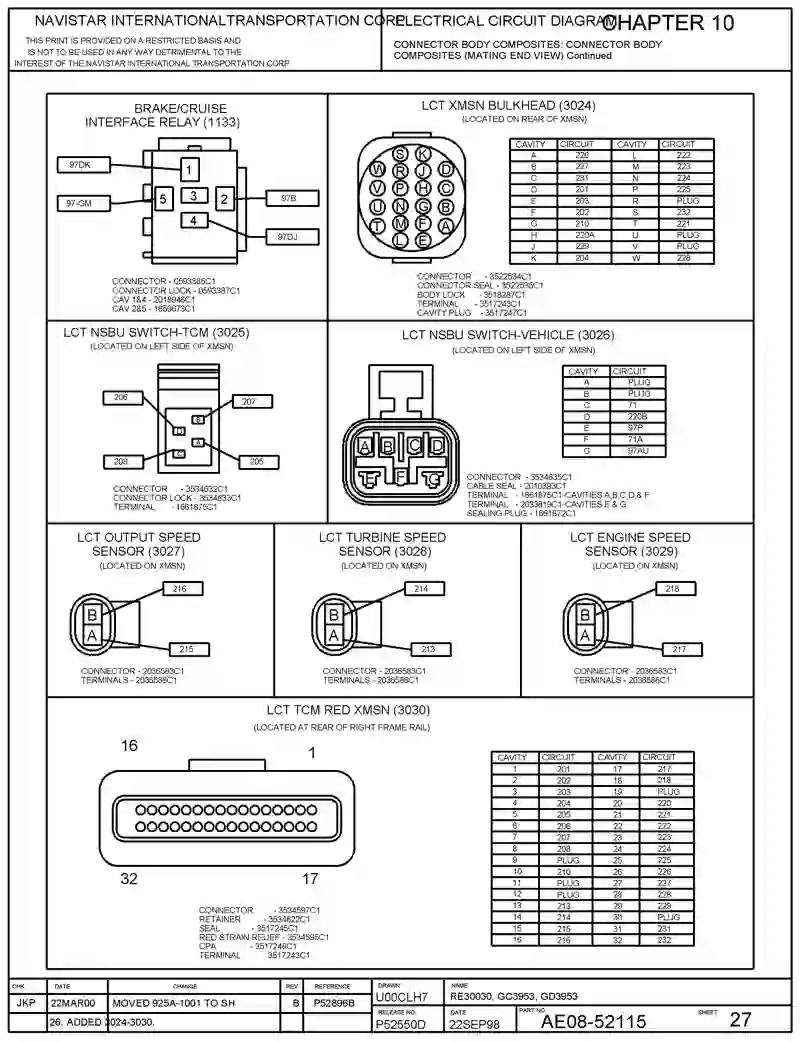 NAVISTAR INTERNATIONALTRANSPORTATION CORP.
THIS PRINT IS PROVIDED ON A RESTRICTED BASIS AND
IS NOT TO BE USED IN ANY WAY DETRIMENTAL TO THE
INTEREST OF THE NAVISTAR INTERNATIONAL TRANSPORTATION CORP
ELECTRICAL CIRCUIT DIAGRAM
CHAPTER 10
CONNECTOR BODY COMPOSITES: CONNECTOR BODY
COMPOSITES (MATING END VIEW) Continued
BRAKE/CRUISE
INTERFACE RELAY (1133)
97DK
97-GM
97B
97DJ
1
5 3 2
4
CONNECTOR - 0593385C1
CONNECTOR LOCK - 0593387C1
CAV 1&4 - 2018946C1
CAV 2&5 - 1659673C1
LCT XMSN BULKHEAD (3024)
(LOCATED ON REAR OF XMSN)
S K
W R J D
V P H C
U N G B
T M F A
L E
CAVITY CIRCUIT CAVITY CIRCUIT
A 226 L 222
B 227 M 223
C 231 N 224
D 201 P 225
E 203 R PLUG
F 202 S 232
G 210 T 221
H 220A U PLUG
J 229 V PLUG
K 204 W 228
CONNECTOR - 3522534C1
CONNECTOR SEAL - 3522535C1
BODY LOCK - 3518287C1
TERMINAL - 3517243C1
CAVITY PLUG - 3517247C1
LCT NSBU SWITCH-TCM (3025)
(LOCATED ON LEFT SIDE OF XMSN)
206
207
208
205
B
D
A
C
CONNECTOR - 3534632C1
CONNECTOR LOCK - 3534633C1
TERMINAL - 1661875C1
LCT NSBU SWITCH-VEHICLE (3026)
(LOCATED ON LEFT SIDE OF XMSN)
A B C D
E F G
CAVITY CIRCUIT
A PLUG
B PLUG
C 71
D 220B
E 97P
F 71A
G 97AU
CONNECTOR - 3534635C1
CABLE SEAL - 2010393C1
TERMINAL - 1661875C1-CAVITIES A,B,C,D,& F
TERMINAL - 2033819C1-CAVITIES E & G
SEALING PLUG - 1661872C1
LCT OUTPUT SPEED
SENSOR (3027)
(LOCATED ON XMSN)
216
B
A
215
CONNECTOR - 2036583C1
TERMINALS - 2036586C1
LCT TURBINE SPEED
SENSOR (3028)
(LOCATED ON XMSN)
214
B
A
213
CONNECTOR - 2036583C1
TERMINALS - 2036586C1
LCT ENGINE SPEED
SENSOR (3029)
(LOCATED ON XMSN)
218
B
A
217
CONNECTOR - 2036583C1
TERMINALS - 2036586C1
LCT TCM RED XMSN (3030)
(LOCATED AT REAR OF RIGHT FRAME RAIL)
16
1
32
17
CAVITY CIRCUIT CAVITY CIRCUIT
1 201 17 217
2 202 18 218
3 203 19 PLUG
4 204 20 220
5 205 21 221
6 206 22 222
7 207 23 223
8 208 24 224
9 PLUG 25 225
10 210 26 226
11 PLUG 27 227
12 PLUG 28 228
13 213 29 229
14 214 30 PLUG
15 215 31 231
16 216 32 232
CONNECTOR - 3534597C1
RETAINER - 3534622C1
SEAL - 3517245C1
RED STRAIN RELIEF - 3534595C1
CPA - 3517246C1
TERMINAL 3517243C1
CHK DATE CHANGE REV REFERENCE
JKP 22MAR00 MOVED 925A-1001 TO SH B P52896B
26. ADDED 3024-3030.
DRAWN
U00CLH7
NAME
RE30030, GC3953, GD3953
RELEASE NO.
P52550D
DATE
22SEP98
PART NO.
AE08-52115
SHEET
27